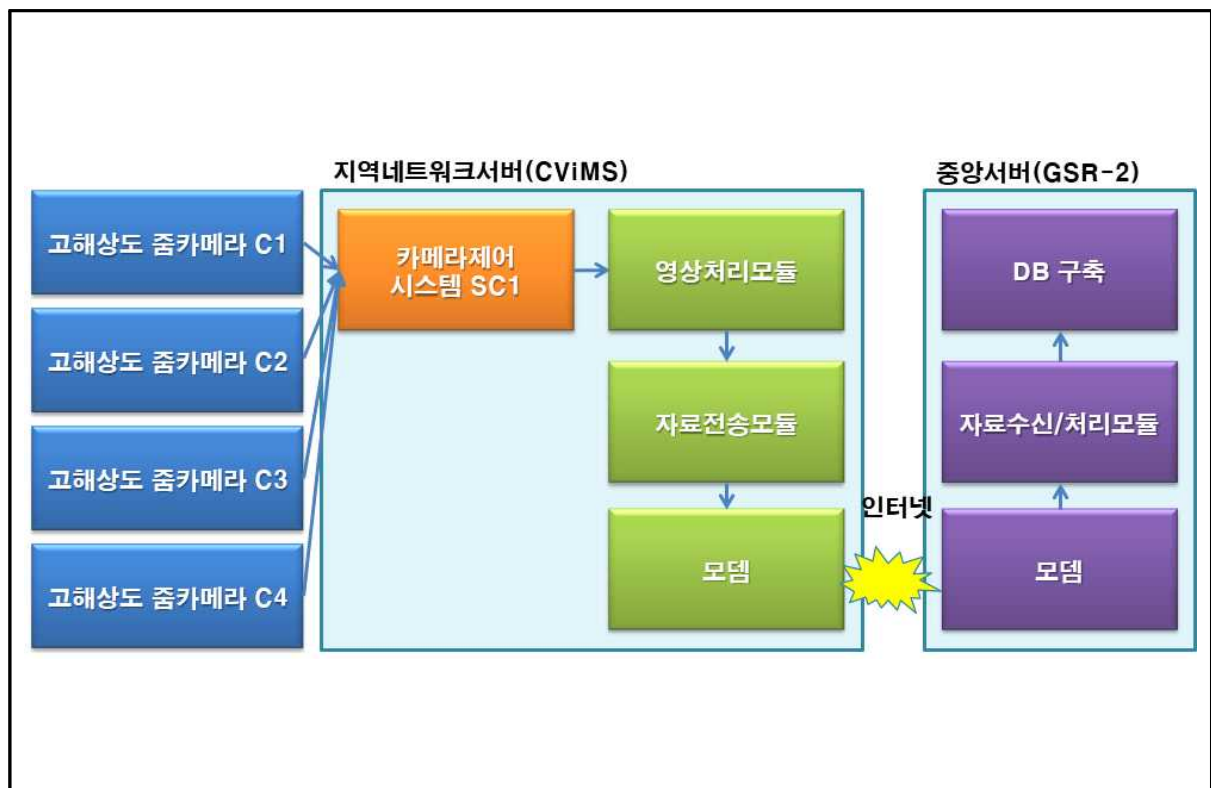 지역네트워크서버(CViMS)
중앙서버(GSR-2)
고해상도 줌카메라 C1
고해상도 줌카메라 C2
고해상도 줌카메라 C3
고해상도 줌카메라 C4
카메라제어
시스템 SC1
영상처리모듈
자료전송모듈
모뎀
인터넷
DB 구축
자료수신/처리모듈
모뎀